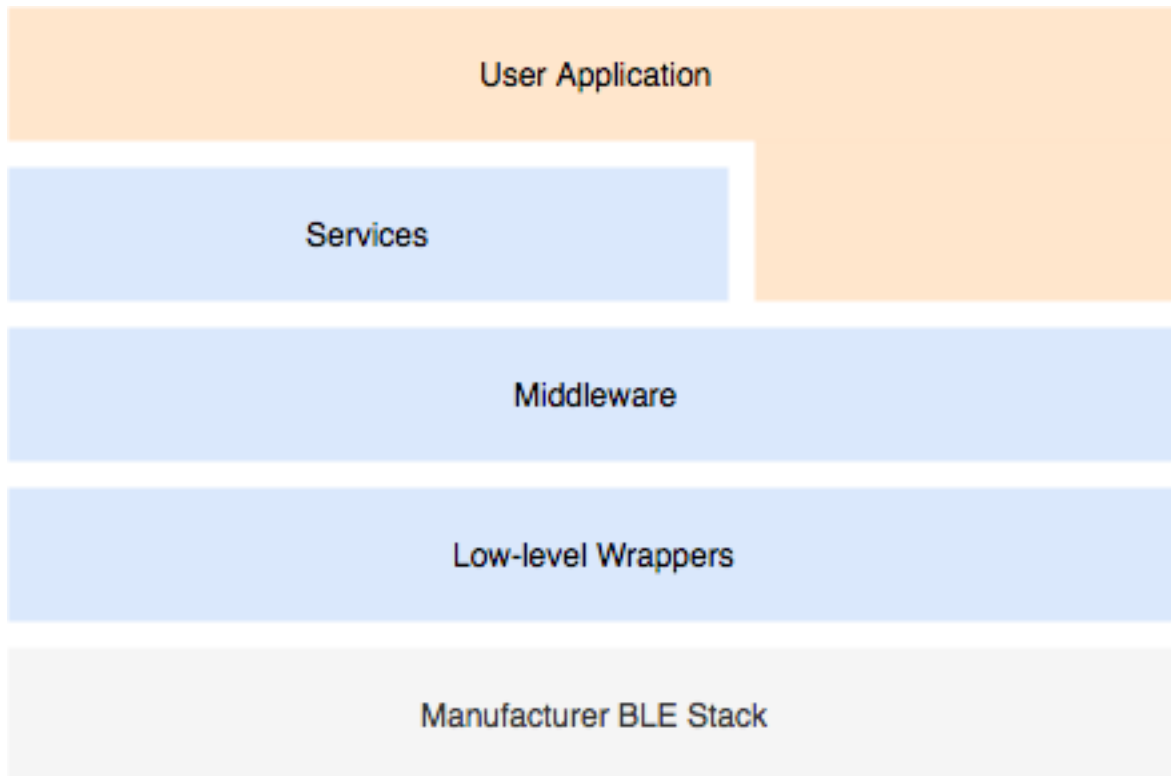 User Application
Services
Middleware
Low-level Wrappers
Manufacturer BLE Stack